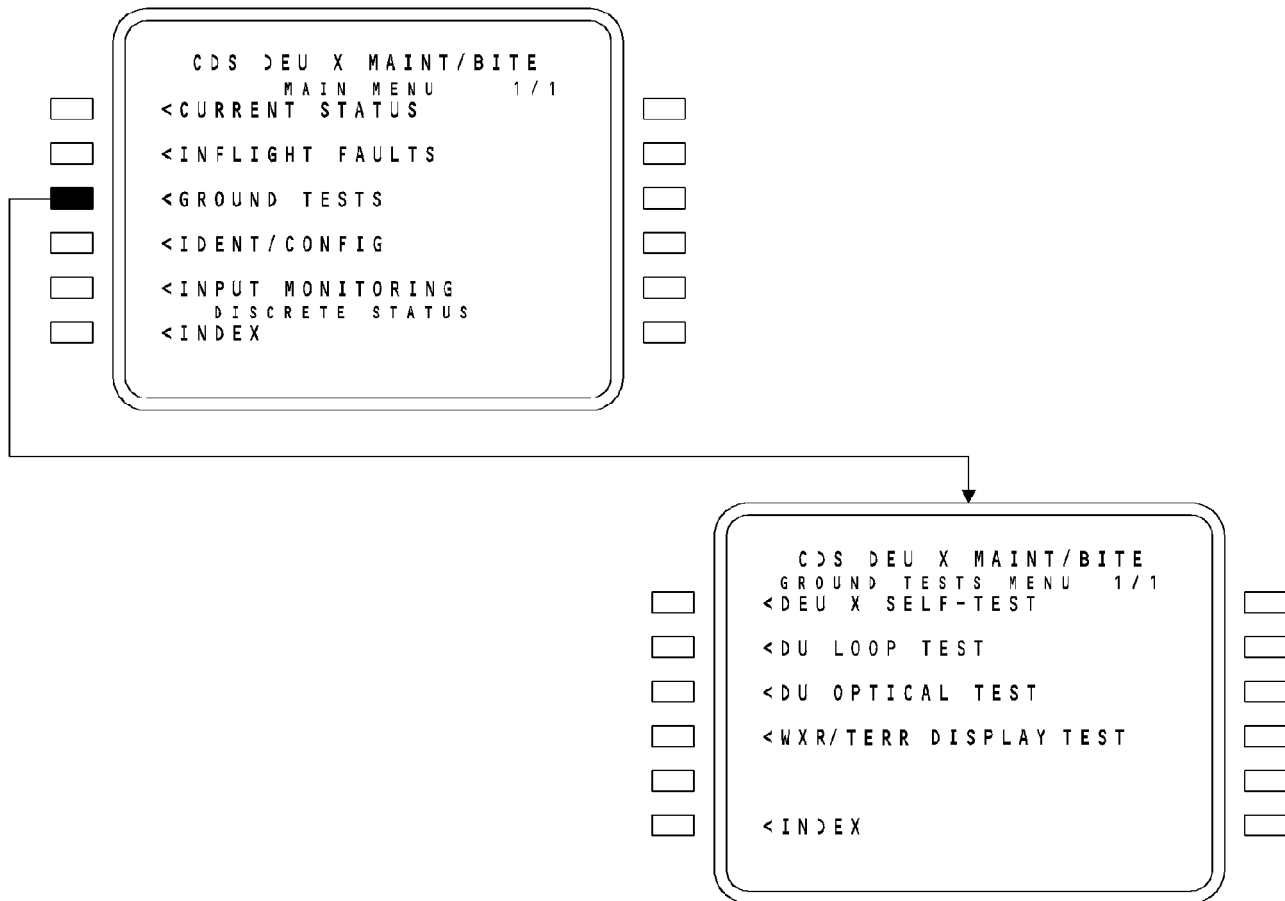 CDS DEU X MAINT/BITE
MAIN MENU 1/1
<CURRENT STATUS
<INFLIGHT FAULTS
<GROUND TESTS
<IDENT/CONFIG
<INPUT MONITORING
DISCRETE STATUS
<INDEX
CDS DEU X MAINT/BITE
GROUND TESTS MENU 1/1
<DEU X SELF-TEST
<DU LOOP TEST
<DU OPTICAL TEST
<WXR/TERR DISPLAY TEST
<INDEX